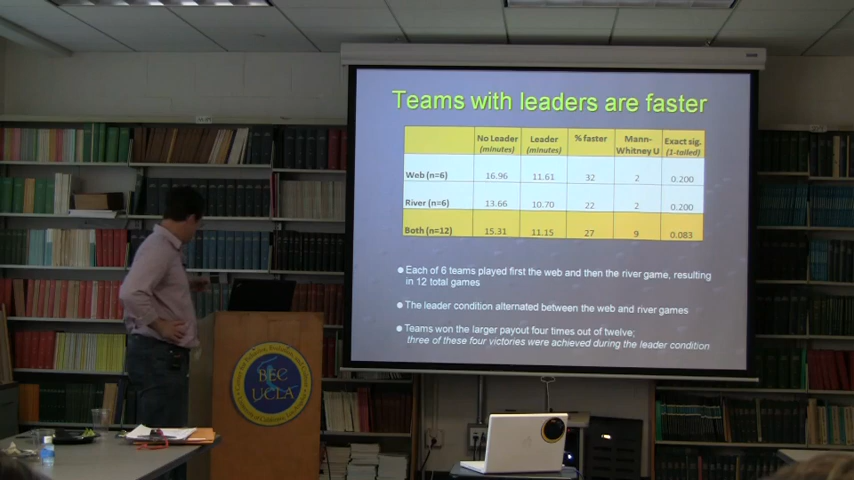 Teams with leaders are faster
No Leader (minutes) Leader (minutes) % faster Mann-Whitney U Exact sig. (1-tailed)
Web (n=6) 16.96 11.61 32 2 0.200
River (n=6) 13.66 10.70 22 2 0.200
Both (n=12) 15.31 11.15 27 9 0.083
Each of 6 teams played first the web and then the river game, resulting
in 12 total games
The leader condition alternated between the web and river games
Teams won the larger payout four times out of twelve;
three of these four victories were achieved during the leader condition
BEC
UCLA